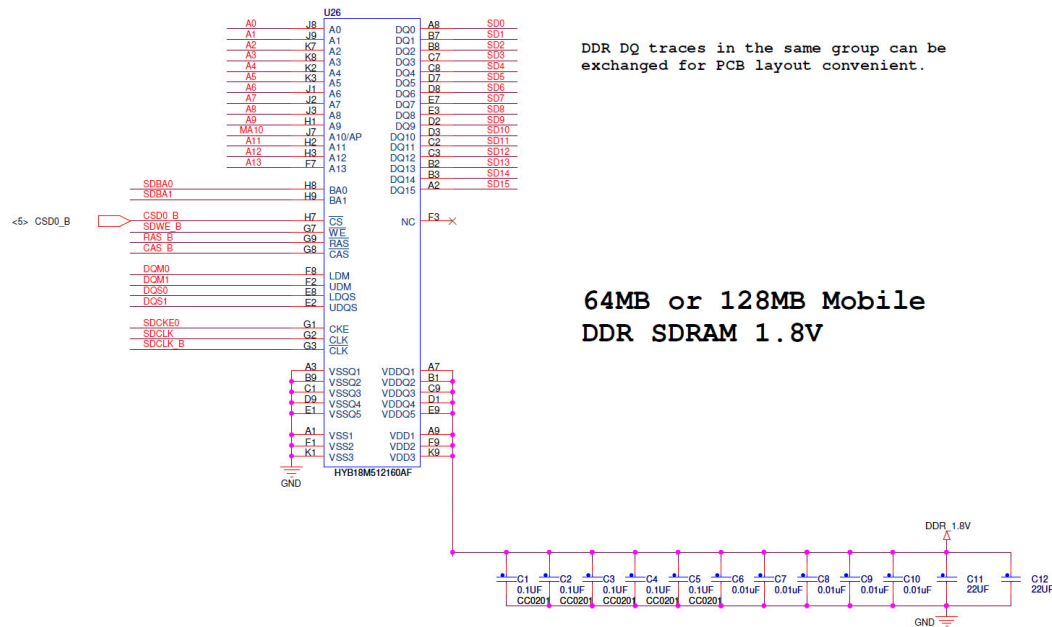 U26
A0 J8 A0 DQ0 A8 SD0
A1 J9 A1 DQ1 B7 SD1
A2 K7 A2 DQ2 B8 SD2
A3 K8 A3 DQ3 C7 SD3
A4 K2 A4 DQ4 C8 SD4
A5 K3 A5 DQ5 D7 SD5
A6 J1 A6 DQ6 D8 SD6
A7 J2 A7 DQ7 E7 SD7
A8 J3 A8 DQ8 E3 SD8
A9 H1 A9 DQ9 D2 SD9
MA10 J7 A10/AP DQ10 D3 SD10
A11 H2 A11 DQ11 C2 SD11
A12 H3 A12 DQ12 C3 SD12
A13 F7 A13 DQ13 B2 SD13
DQ14 B3 SD14
DQ15 A2 SD15
SDBA0 H8 BA0
SDBA1 H9 BA1
<5> CSD0_B CSD0_B H7 CS NC F3
SDWE_B G7 WE
RAS_B G9 RAS
CAS_B G8 CAS
DQM0 F8 LDM
DQM1 F2 UDM
DQS0 E8 LDQS
DQS1 E2 UDQS
SDCKE0 G1 CKE
SDCLK G2 CLK
SDCLK_B G3 CLK
A3 VSSQ1 VDDQ1 A7
B9 VSSQ2 VDDQ2 B1
C1 VSSQ3 VDDQ3 C9
D9 VSSQ4 VDDQ4 D1
E1 VSSQ5 VDDQ5 E9
A1 VSS1 VDD1 A9
F1 VSS2 VDD2 F9
K1 VSS3 VDD3 K9
HYB18M512160AF
GND
DDR DQ traces in the same group can be
exchanged for PCB layout convenient.
64MB or 128MB Mobile
DDR SDRAM 1.8V
DDR_1.8V
C1 C2 C3 C4 C5 C6 C7 C8 C9 C10 C11 C12
0.1UF 0.1UF 0.1UF 0.1UF 0.1UF 0.01uF 0.01uF 0.01uF 0.01uF 0.01uF 22UF 22UF
CC0201 CC0201 CC0201 CC0201 CC0201
GND